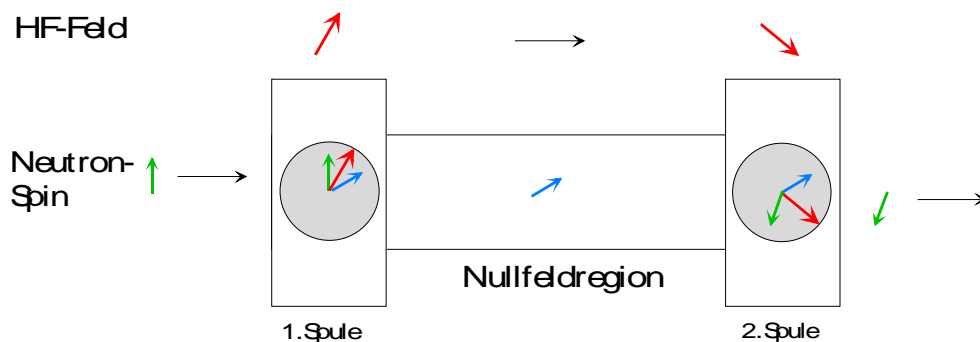 HF-Feld
Neutron-
Spin
Nullfeldregion
1.Spule
2.Spule